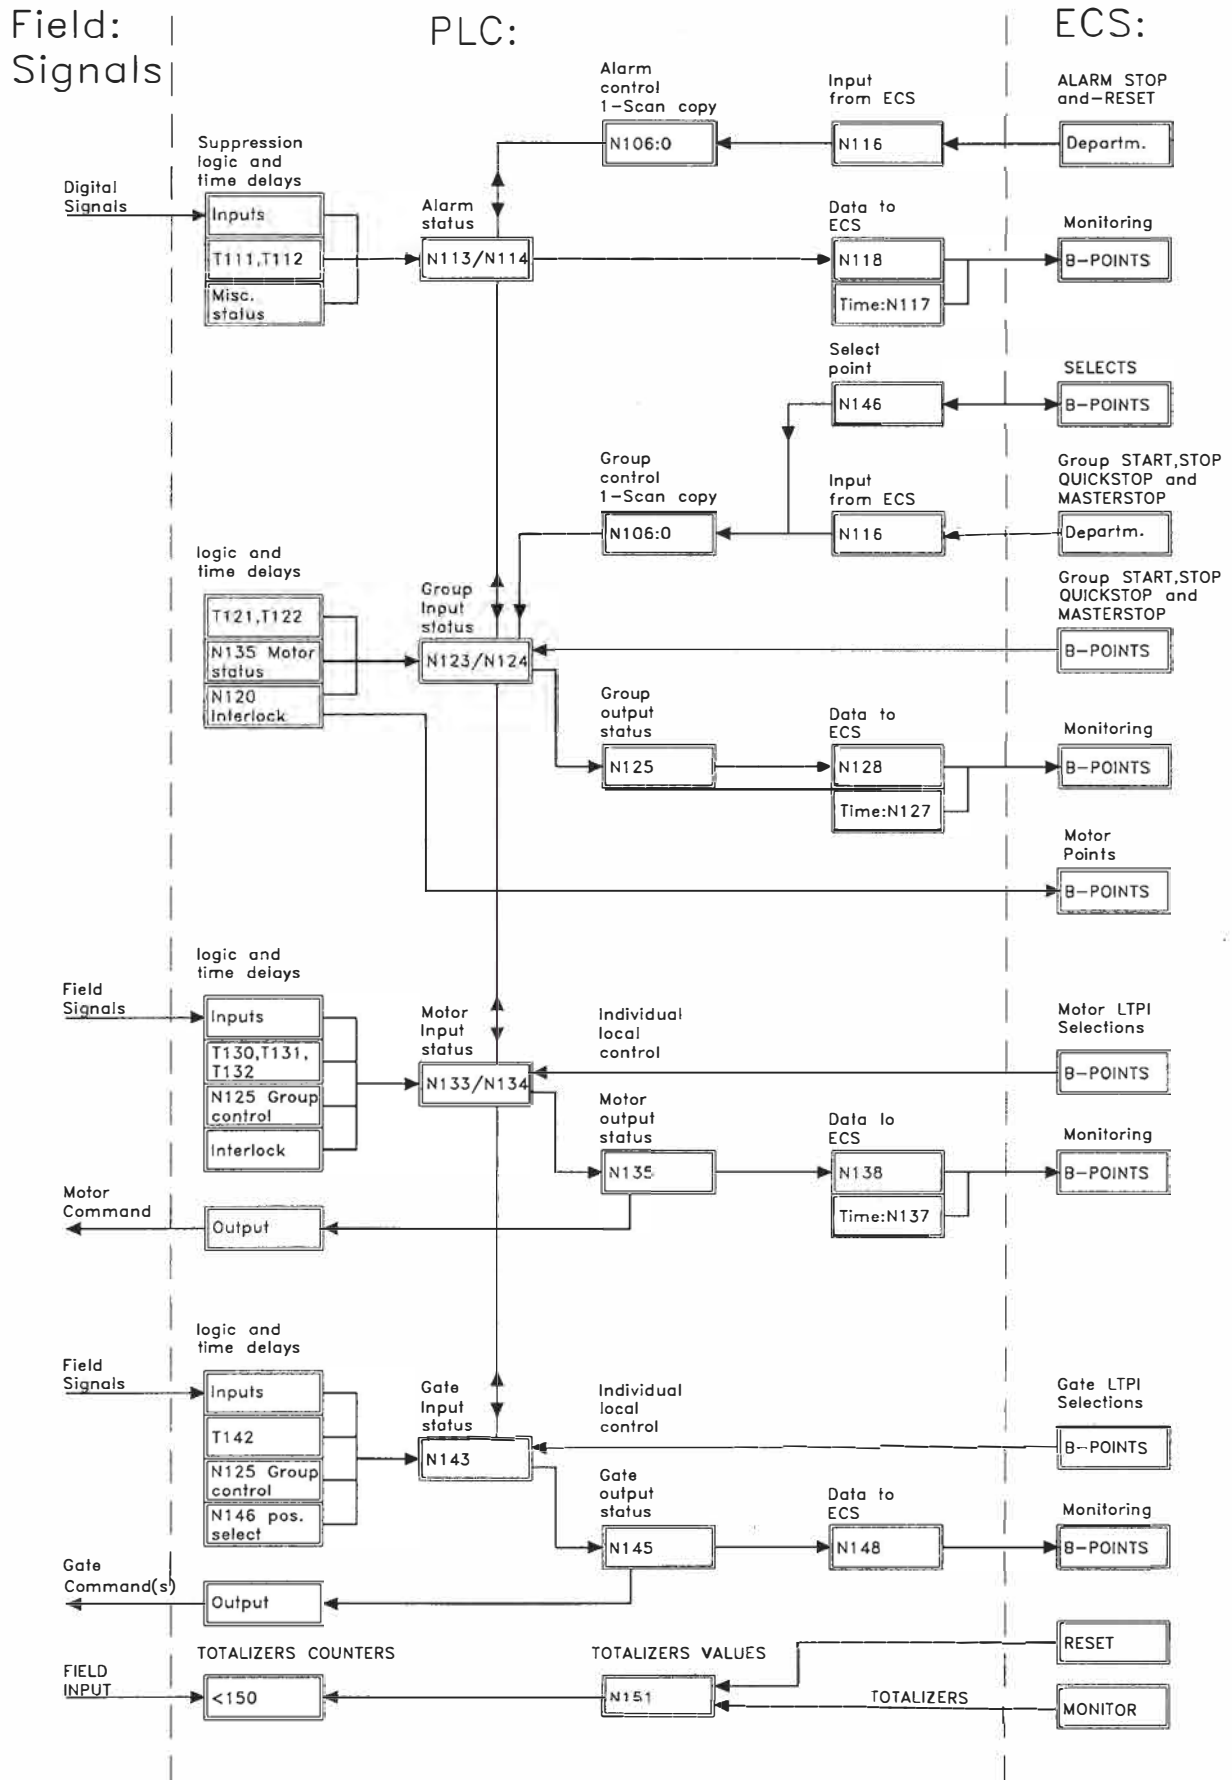 Field:
Signals
PLC:
ECS:
Alarm
control
1-Scan copy
Input
from ECS
ALARM STOP
and-RESET
N106:0
N116
Departm.
Suppression
logic and
time delays
Digital
Signals
Inputs
T111,T112
Misc.
status
Alarm
status
N113/N114
Data to
ECS
N118
Time:N117
Monitoring
B-POINTS
Select
point
N146
SELECTS
B-POINTS
Group
control
1-Scan copy
N106:0
Input
from ECS
N116
Group START,STOP
QUICKSTOP and
MASTERSTOP
Departm.
logic and
time delays
T121,T122
N135 Motor
status
N120
Interlock
Group
Input
status
N123/N124
Group START,STOP
QUICKSTOP and
MASTERSTOP
B-POINTS
Group
output
status
N125
Data to
ECS
N128
Time:N127
Monitoring
B-POINTS
Motor
Points
B-POINTS
logic and
time delays
Field
Signals
Inputs
T130,T131,
T132
N125 Group
control
Interlock
Motor
Input
status
N133/N134
Individual
local
control
Motor LTPI
Selections
B-POINTS
Motor
output
status
N135
Data to
ECS
N138
Time:N137
Monitoring
B-POINTS
Motor
Command
Output
logic and
time delays
Field
Signals
Inputs
T142
N125 Group
control
N146 pos.
select
Gate
Input
status
N143
Individual
local
control
Gate LTPI
Selections
B-POINTS
Gate
output
status
N145
Data to
ECS
N148
Monitoring
B-POINTS
Gate
Command(s)
Output
TOTALIZERS COUNTERS
TOTALIZERS VALUES
RESET
FIELD
INPUT
<150
N151
TOTALIZERS
MONITOR